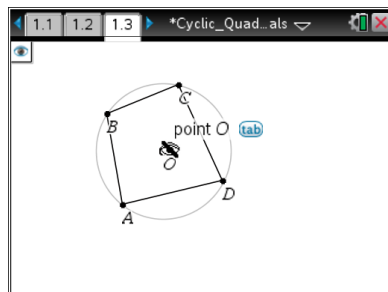 1.1 1.2 1.3 *Cyclic_Quad…als
C
B
point O tab
O
D
A